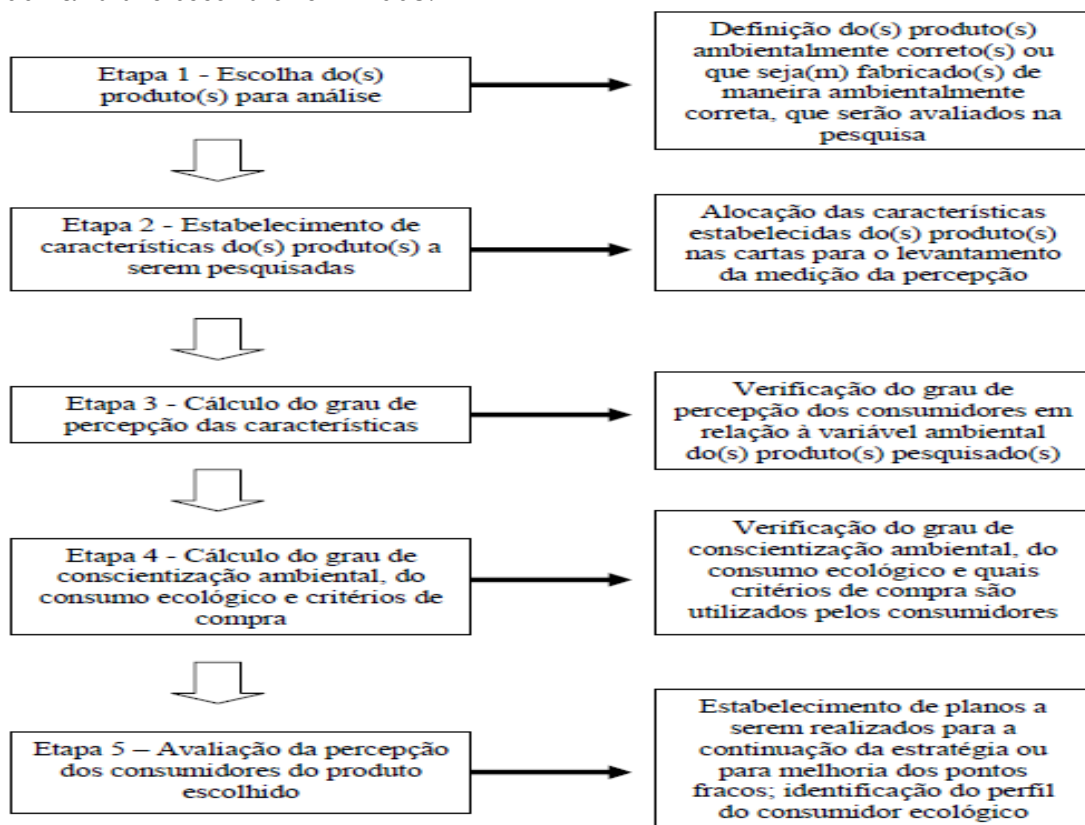 Etapa 1 - Escolha do(s)
produto(s) para análise
Definição do(s) produto(s)
ambientalmente correto(s) ou
que seja(m) fabricado(s) de
maneira ambientalmente
correta, que serão avaliados na
pesquisa
Etapa 2 - Estabelecimento de
características do(s) produto(s) a
serem pesquisadas
Alocação das características
estabelecidas do(s) produto(s)
nas cartas para o levantamento
da medição da percepção
Etapa 3 - Cálculo do grau de
percepção das características
Verificação do grau de
percepção dos consumidores em
relação à variável ambiental
do(s) produto(s) pesquisado(s)
Etapa 4 - Cálculo do grau de
conscientização ambiental, do
consumo ecológico e critérios de
compra
Verificação do grau de
conscientização ambiental, do
consumo ecológico e quais
critérios de compra são
utilizados pelos consumidores
Etapa 5 – Avaliação da percepção
dos consumidores do produto
escolhido
Estabelecimento de planos a
serem realizados para a
continuação da estratégia ou
para melhoria dos pontos
fracos; identificação do perfil
do consumidor ecológico